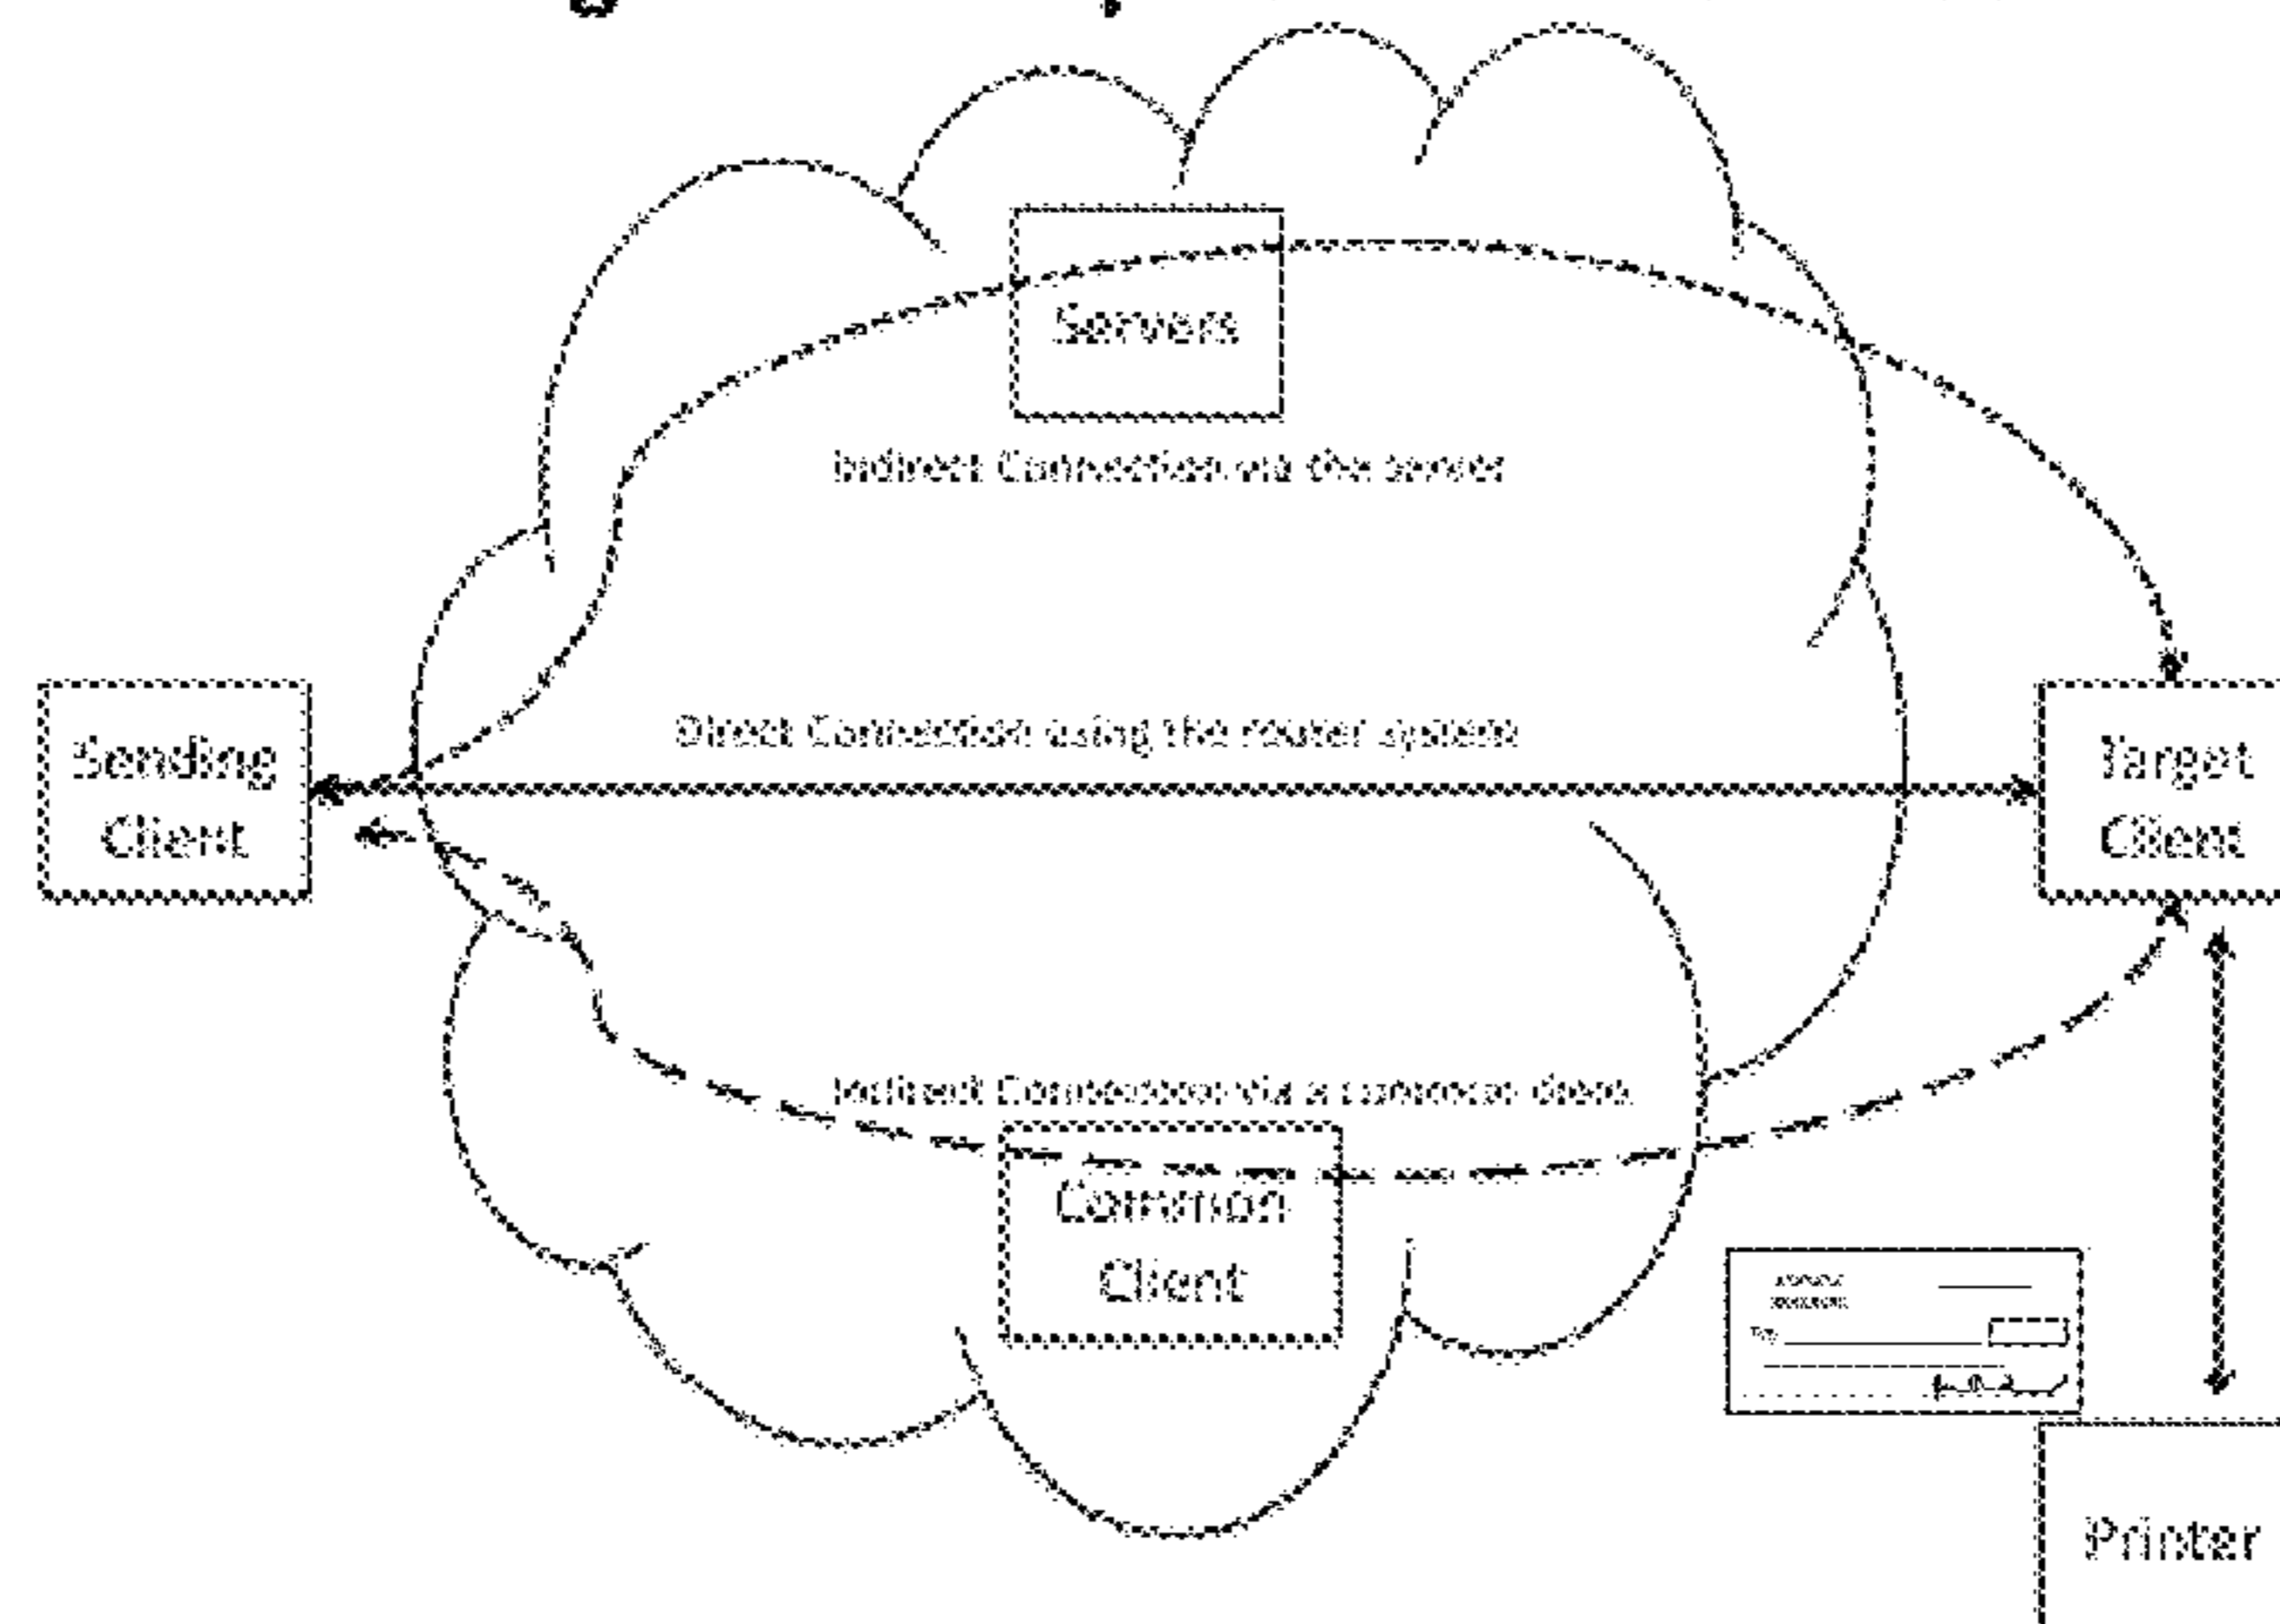 Servers
Indirect Connection via the server
Direct Connection using the router system
Sending
Client
Target
Client
Indirect Connection via a common client
Common
Client
Printer